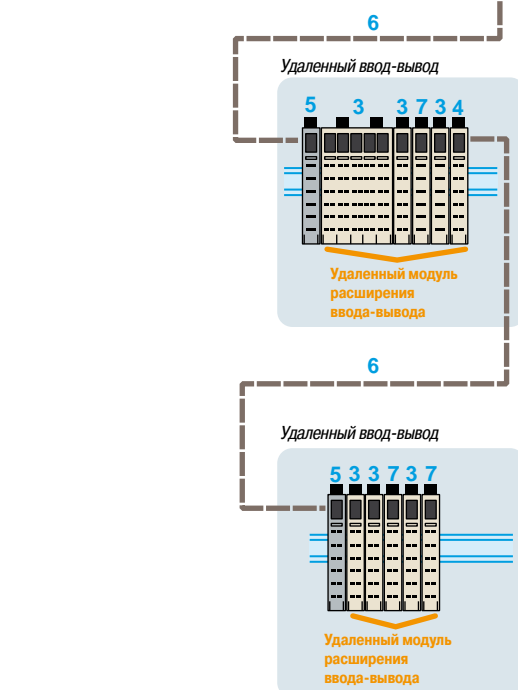 6
Удаленный ввод-вывод
5 3 3 7 3 4
Удаленный модуль
расширения
ввода-вывода
6
Удаленный ввод-вывод
5 3 3 7 3 7
Удаленный модуль
расширения
ввода-вывода